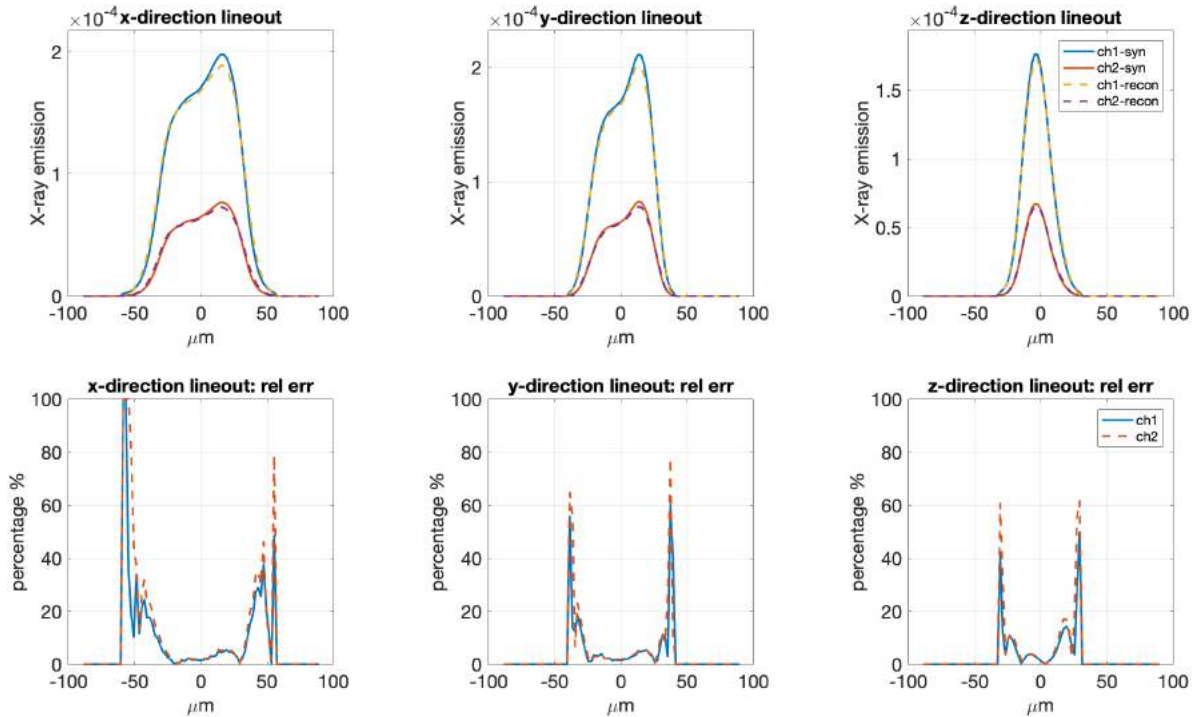 ×10⁻⁴ x-direction lineout
2
1
0
X-ray emission
-100 -50 0 50 100
μm
×10⁻⁴ y-direction lineout
2
1
0
X-ray emission
-100 -50 0 50 100
μm
×10⁻⁴ z-direction lineout
1.5
1
0.5
0
X-ray emission
-100 -50 0 50 100
μm
ch1-syn
ch2-syn
ch1-recon
ch2-recon
x-direction lineout: rel err
100
80
60
40
20
0
percentage %
-100 -50 0 50 100
μm
y-direction lineout: rel err
100
80
60
40
20
0
percentage %
-100 -50 0 50 100
μm
z-direction lineout: rel err
100
80
60
40
20
0
percentage %
-100 -50 0 50 100
μm
ch1
ch2